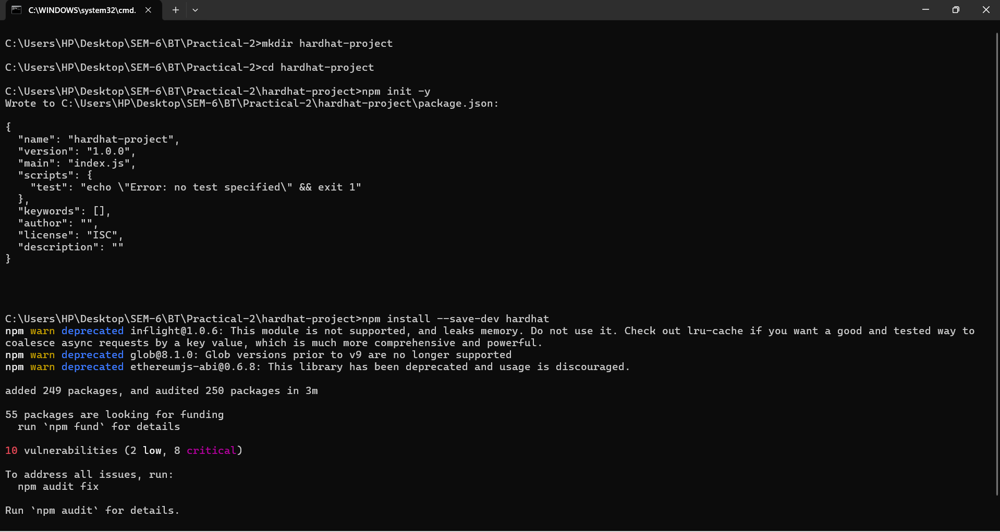 C:\WINDOWS\system32\cmd.
C:\Users\HP\Desktop\SEM-6\BT\Practical-2>mkdir hardhat-project
C:\Users\HP\Desktop\SEM-6\BT\Practical-2>cd hardhat-project
C:\Users\HP\Desktop\SEM-6\BT\Practical-2\hardhat-project>npm init -y
Wrote to C:\Users\HP\Desktop\SEM-6\BT\Practical-2\hardhat-project\package.json:
{
  "name": "hardhat-project",
  "version": "1.0.0",
  "main": "index.js",
  "scripts": {
    "test": "echo \"Error: no test specified\" && exit 1"
  },
  "keywords": [],
  "author": "",
  "license": "ISC",
  "description": ""
}
C:\Users\HP\Desktop\SEM-6\BT\Practical-2\hardhat-project>npm install --save-dev hardhat
npm warn deprecated inflight@1.0.6: This module is not supported, and leaks memory. Do not use it. Check out lru-cache if you want a good and tested way to
coalesce async requests by a key value, which is much more comprehensive and powerful.
npm warn deprecated glob@8.1.0: Glob versions prior to v9 are no longer supported
npm warn deprecated ethereumjs-abi@0.6.8: This library has been deprecated and usage is discouraged.
added 249 packages, and audited 250 packages in 3m
55 packages are looking for funding
  run `npm fund` for details
10 vulnerabilities (2 low, 8 critical)
To address all issues, run:
  npm audit fix
Run `npm audit` for details.